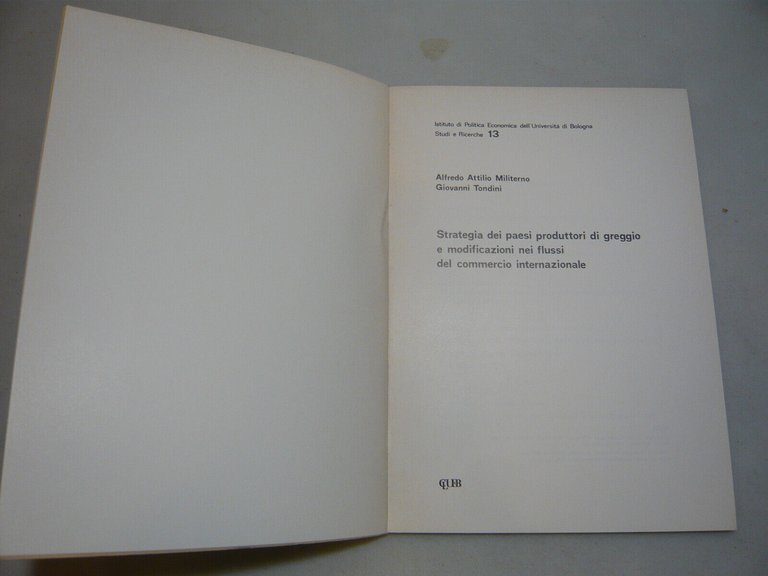 Istituto di Politica Economica dell'Università di Bologna
Studi e Ricerche 13
Alfredo Attilio Militerno
Giovanni Tondini
Strategia dei paesi produttori di greggio
e modificazioni nei flussi
del commercio internazionale
CLUEB